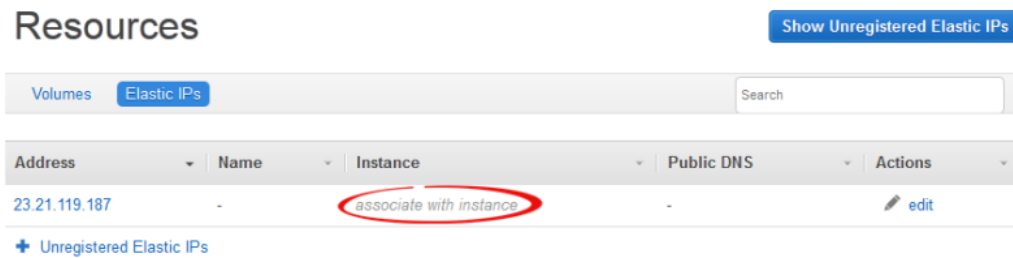 Resources
Show Unregistered Elastic IPs
Volumes Elastic IPs Search
Address Name Instance Public DNS Actions
23.21.119.187 - associate with instance - edit
Unregistered Elastic IPs